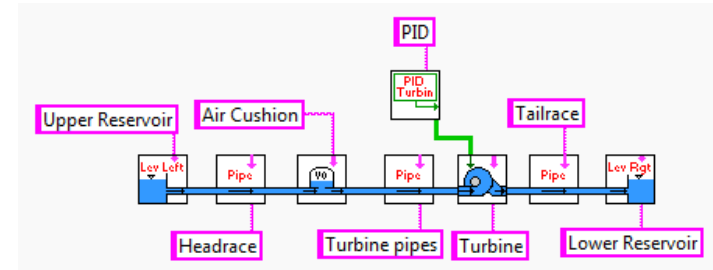 PID
PID
Turbin
Upper Reservoir
Air Cushion
Tailrace
Lev Left
Pipe
Pipe
Pipe
Lev Rgt
Headrace
Turbine pipes
Turbine
Lower Reservoir